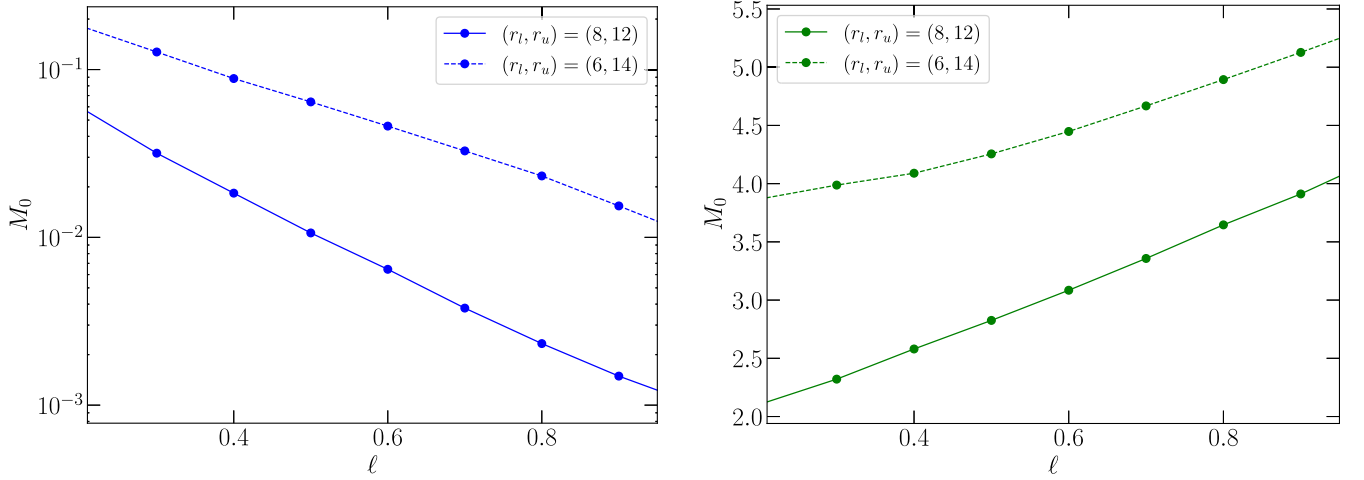 (r_l, r_u) = (8, 12)
(r_l, r_u) = (6, 14)
10^{-1}
10^{-2}
10^{-3}
M_0
0.4 0.6 0.8
ℓ
(r_l, r_u) = (8, 12)
(r_l, r_u) = (6, 14)
5.5
5.0
4.5
4.0
3.5
3.0
2.5
2.0
M_0
0.4 0.6 0.8
ℓ